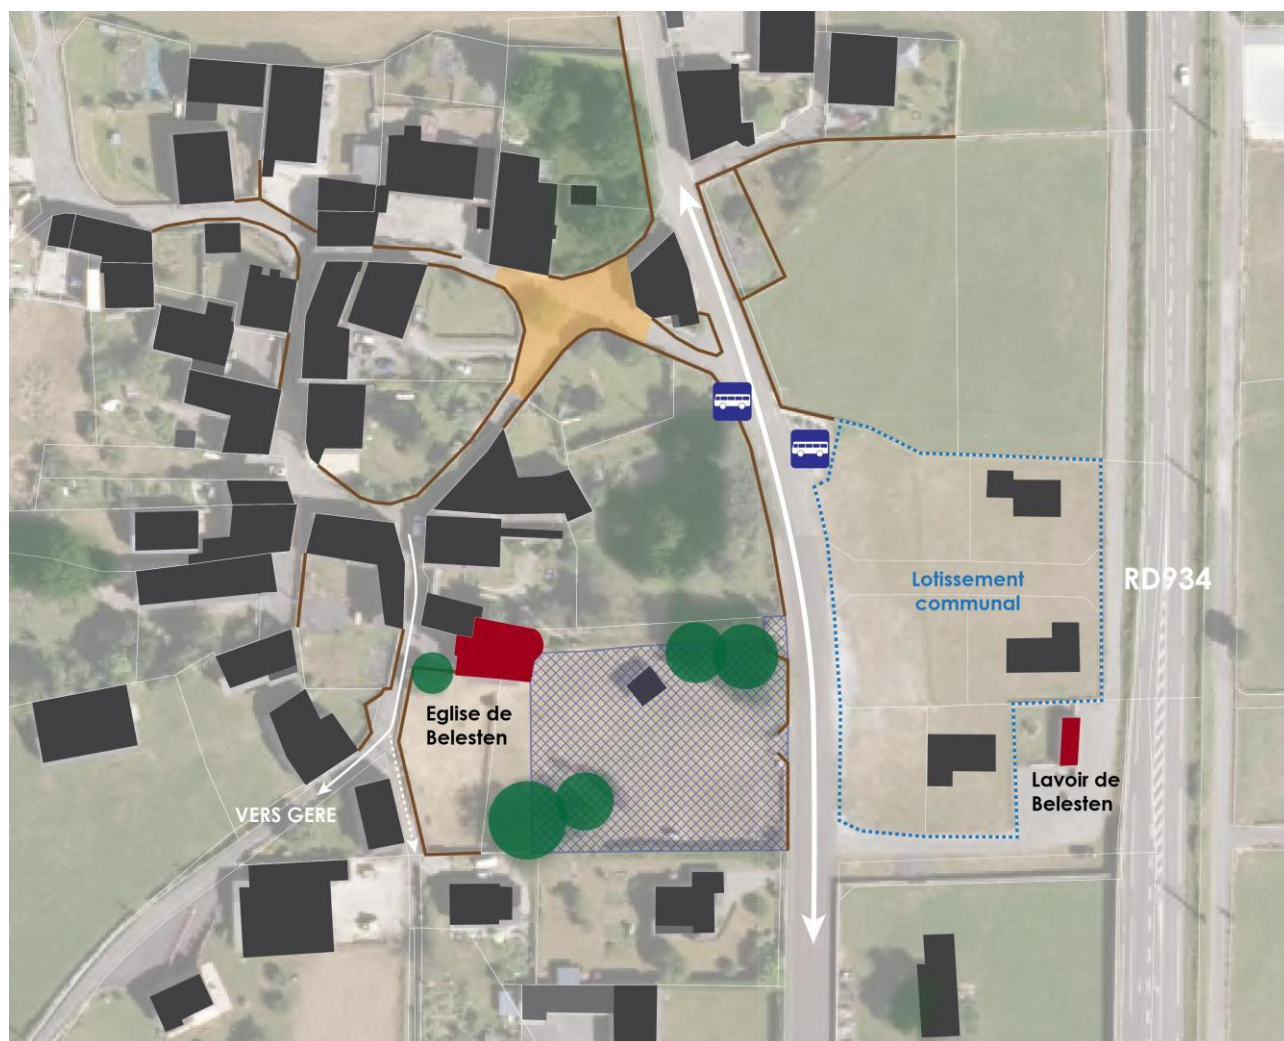 Lotissement
communal
RD934
Eglise de
Belesten
Lavoir de
Belesten
VERS GERE